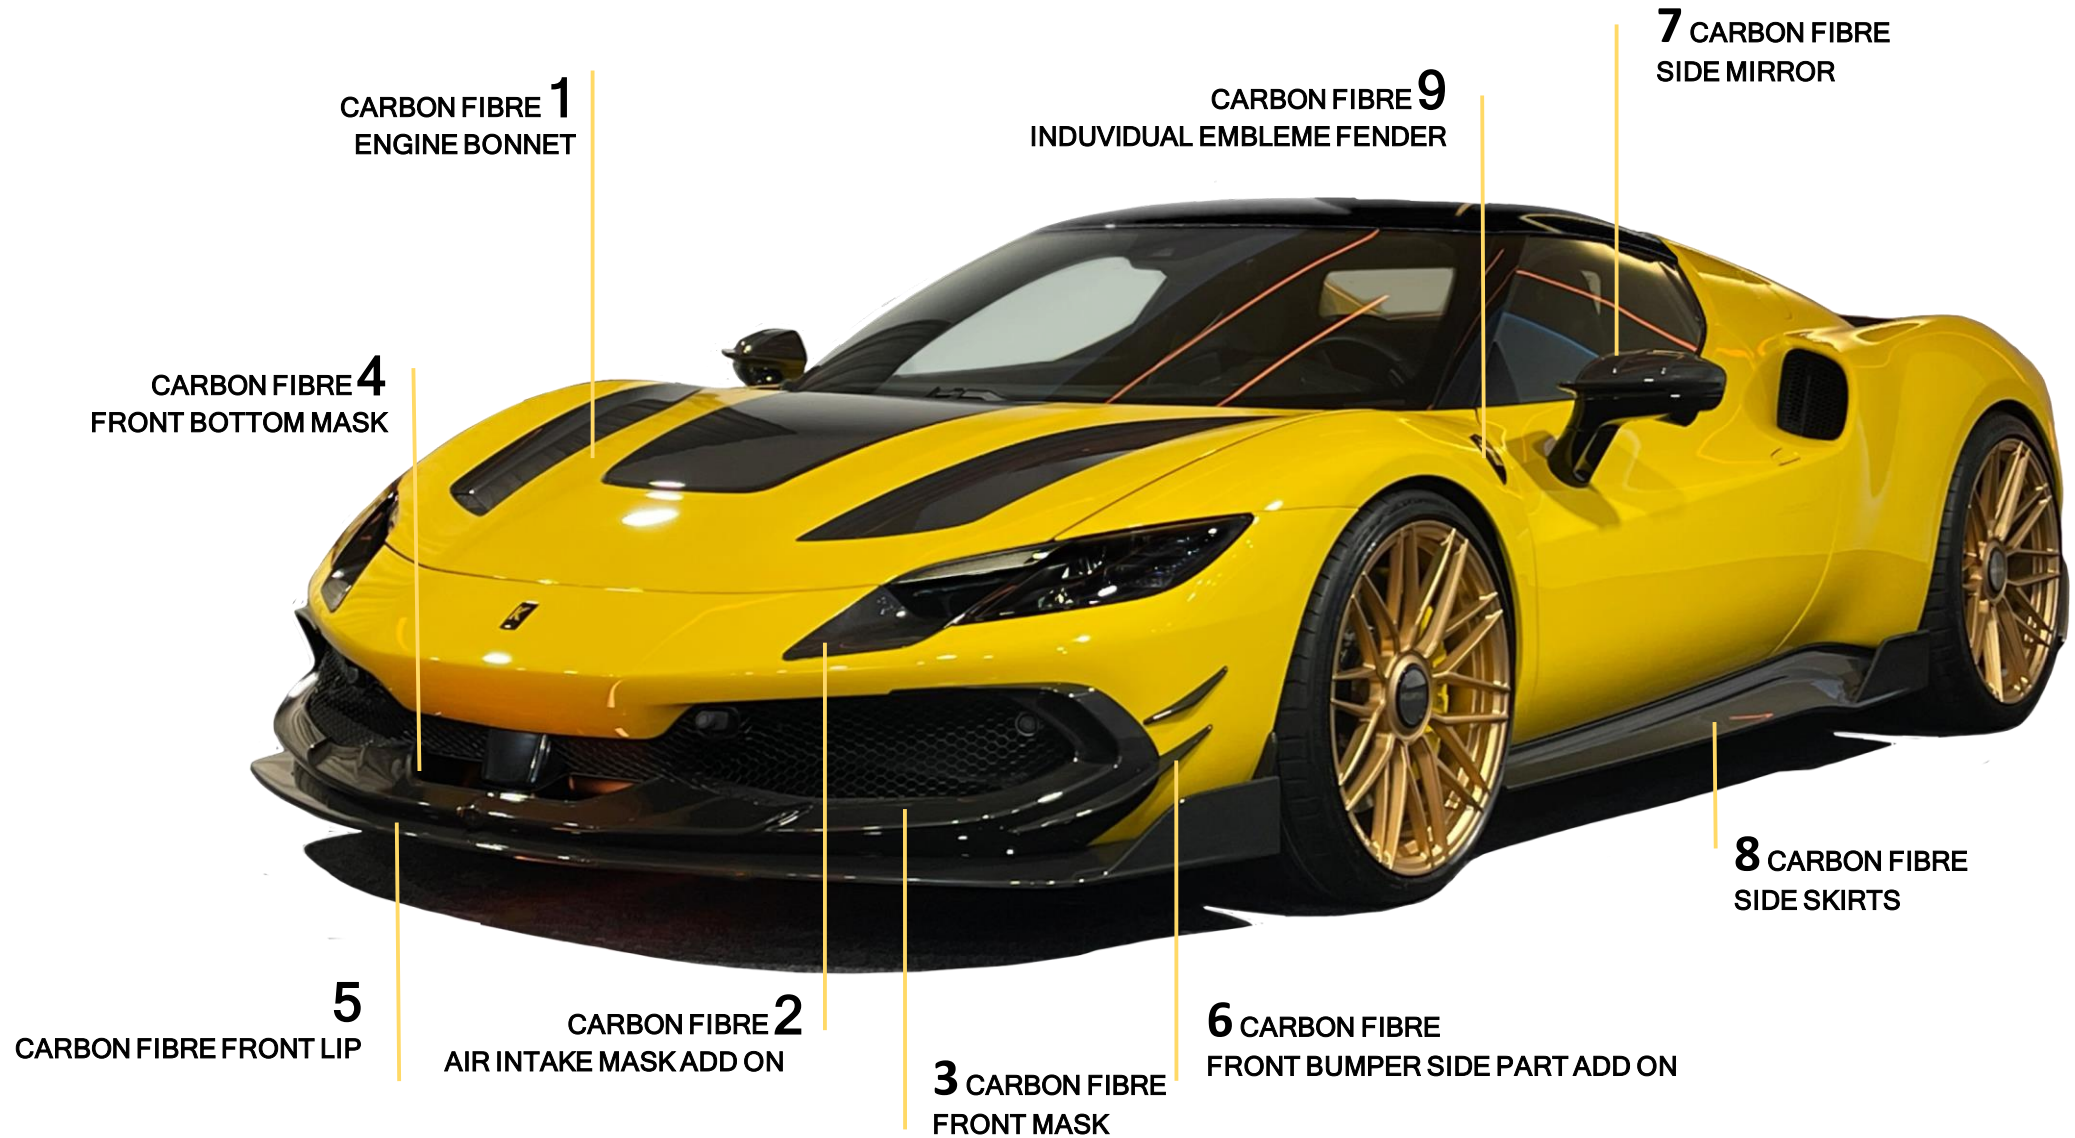 7 CARBON FIBRE
SIDE MIRROR
CARBON FIBRE 1
ENGINE BONNET
CARBON FIBRE 9
INDUVIDUAL EMBLEME FENDER
CARBON FIBRE 4
FRONT BOTTOM MASK
8 CARBON FIBRE
SIDE SKIRTS
5
CARBON FIBRE FRONT LIP
CARBON FIBRE 2
AIR INTAKE MASK ADD ON
6 CARBON FIBRE
FRONT BUMPER SIDE PART ADD ON
3 CARBON FIBRE
FRONT MASK